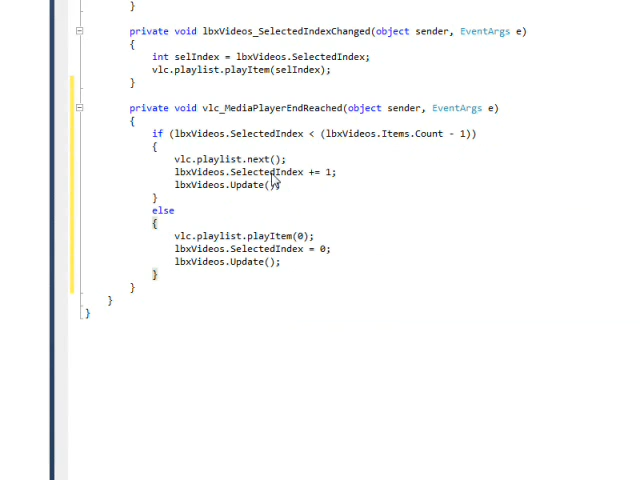 }
private void lbxVideos_SelectedIndexChanged(object sender, EventArgs e)
{
int selIndex = lbxVideos.SelectedIndex;
vlc.playlist.playItem(selIndex);
}
private void vlc_MediaPlayerEndReached(object sender, EventArgs e)
{
if (lbxVideos.SelectedIndex < (lbxVideos.Items.Count - 1))
{
vlc.playlist.next();
lbxVideos.SelectedIndex += 1;
lbxVideos.Update();
}
else
{
vlc.playlist.playItem(0);
lbxVideos.SelectedIndex = 0;
lbxVideos.Update();
}
}
}
}